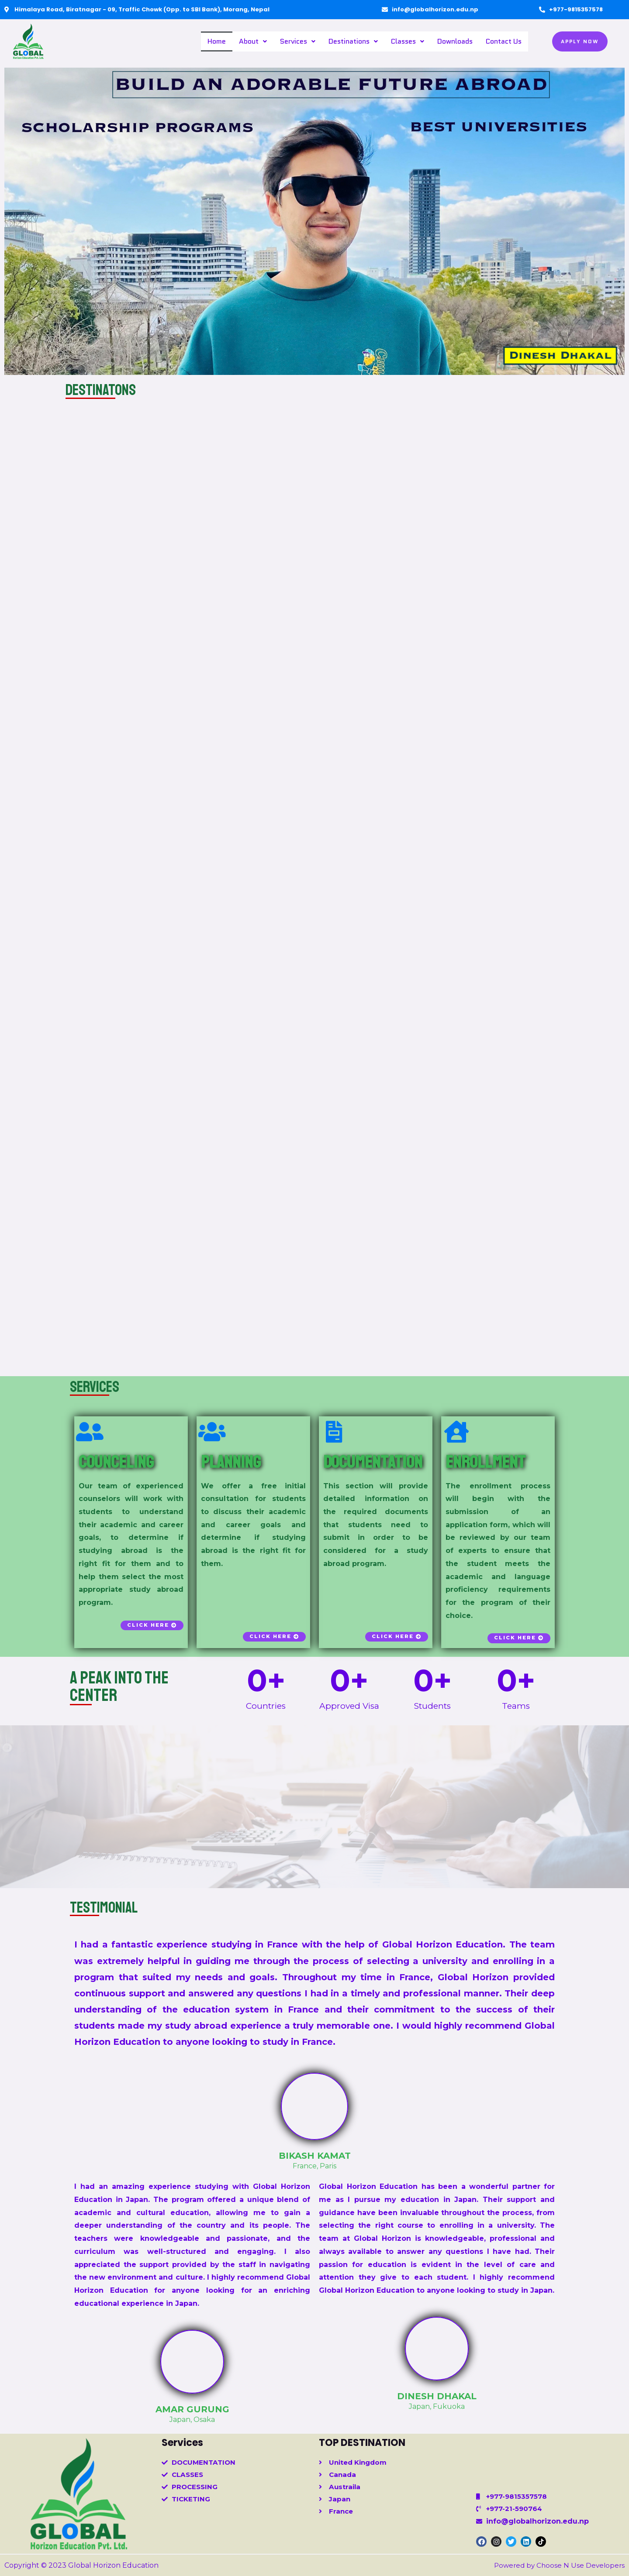 Himalaya Road, Biratnagar - 09, Traffic Chowk (Opp. to SBI Bank), Morang, Nepal
info@globalhorizon.edu.np
+977-9815357578
GLOBAL
Horizon Education Pvt. Ltd.
Home
About
Services
Destinations
Classes
Downloads
Contact Us
APPLY NOW
BUILD AN ADORABLE FUTURE ABROAD
SCHOLARSHIP PROGRAMS
BEST UNIVERSITIES
DINESH DHAKAL
DESTINATONS
SERVICES
COUNCELING
Our team of experienced
counselors will work with
students to understand
their academic and career
goals, to determine if
studying abroad is the
right fit for them and to
help them select the most
appropriate study abroad
program.
CLICK HERE
PLANNING
We offer a free initial
consultation for students
to discuss their academic
and career goals and
determine if studying
abroad is the right fit for
them.
CLICK HERE
DOCUMENTATION
This section will provide
detailed information on
the required documents
that students need to
submit in order to be
considered for a study
abroad program.
CLICK HERE
ENROLLMENT
The enrollment process
will begin with the
submission of an
application form, which will
be reviewed by our team
of experts to ensure that
the student meets the
academic and language
proficiency requirements
for the program of their
choice.
CLICK HERE
A PEAK INTO THE
CENTER
0+
Countries
0+
Approved Visa
0+
Students
0+
Teams
TESTIMONIAL
I had a fantastic experience studying in France with the help of Global Horizon Education. The team
was extremely helpful in guiding me through the process of selecting a university and enrolling in a
program that suited my needs and goals. Throughout my time in France, Global Horizon provided
continuous support and answered any questions I had in a timely and professional manner. Their deep
understanding of the education system in France and their commitment to the success of their
students made my study abroad experience a truly memorable one. I would highly recommend Global
Horizon Education to anyone looking to study in France.
BIKASH KAMAT
France, Paris
I had an amazing experience studying with Global Horizon
Education in Japan. The program offered a unique blend of
academic and cultural education, allowing me to gain a
deeper understanding of the country and its people. The
teachers were knowledgeable and passionate, and the
curriculum was well-structured and engaging. I also
appreciated the support provided by the staff in navigating
the new environment and culture. I highly recommend Global
Horizon Education for anyone looking for an enriching
educational experience in Japan.
AMAR GURUNG
Japan, Osaka
Global Horizon Education has been a wonderful partner for
me as I pursue my education in Japan. Their support and
guidance have been invaluable throughout the process, from
selecting the right course to enrolling in a university. The
team at Global Horizon is knowledgeable, professional and
always available to answer any questions I have had. Their
passion for education is evident in the level of care and
attention they give to each student. I highly recommend
Global Horizon Education to anyone looking to study in Japan.
DINESH DHAKAL
Japan, Fukuoka
GLOBAL
Horizon Education Pvt. Ltd.
Services
DOCUMENTATION
CLASSES
PROCESSING
TICKETING
TOP DESTINATION
United Kingdom
Canada
Austraila
Japan
France
+977-9815357578
+977-21-590764
info@globalhorizon.edu.np
Copyright © 2023 Global Horizon Education
Powered by Choose N Use Developers